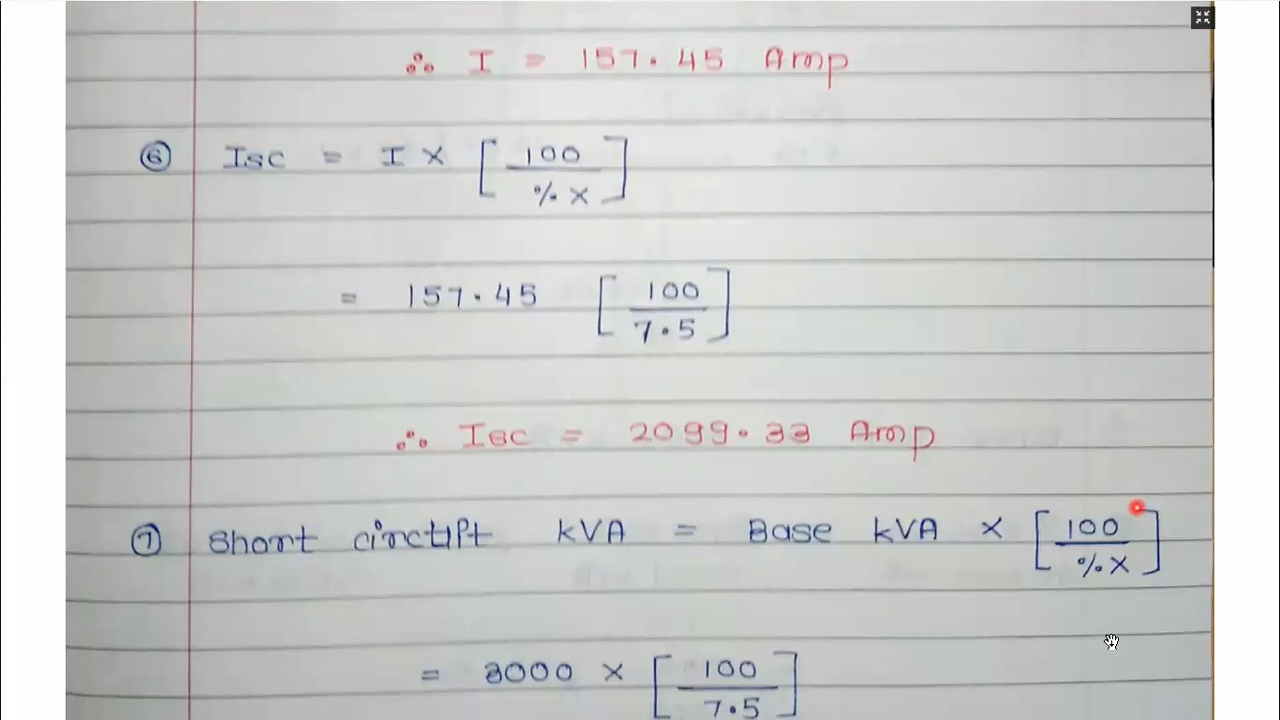 ∴ I = 157.45 Amp
⑥ Isc = I × [ 100
% X ]
= 157.45 [ 100
7.5 ]
∴ Isc = 2099.33 Amp
⑦ Short circuit kVA = Base kVA × [ 100
% X ]
= 3000 × [ 100
7.5 ]